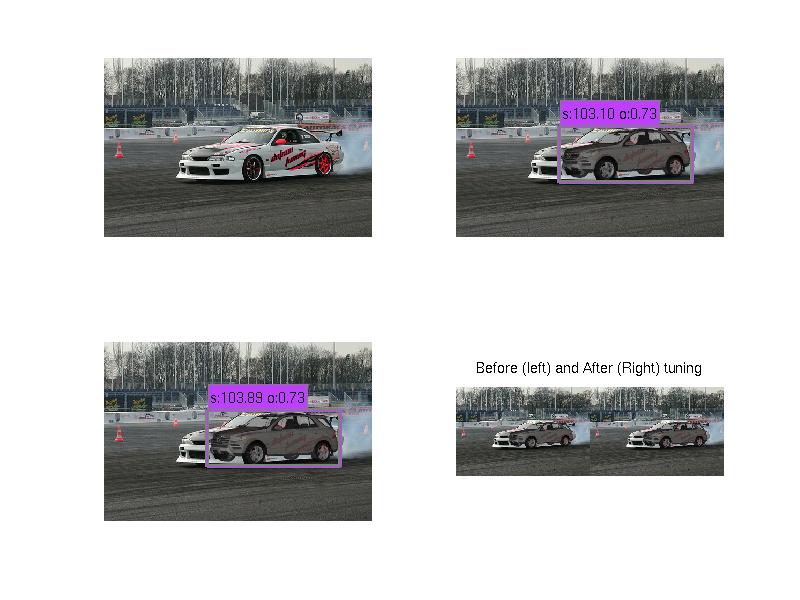 s:103.10 o:0.73
s:103.89 o:0.73
Before (left) and After (Right) tuning